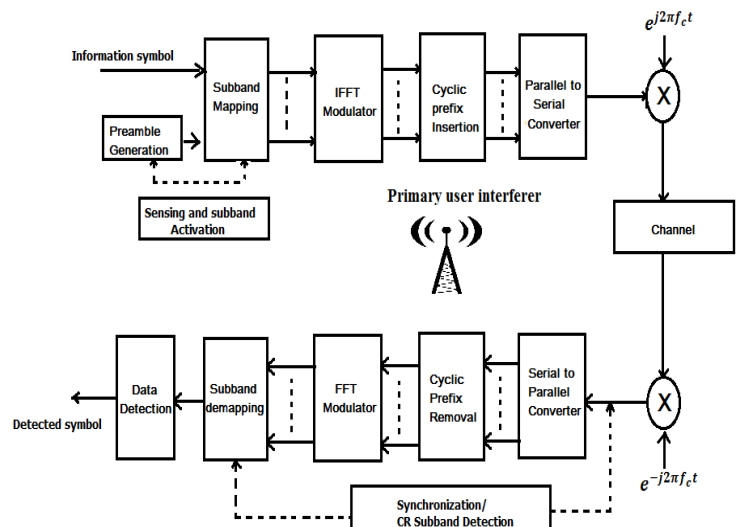 Information symbol
Preamble
Generation
Subband
Mapping
IFFT
Modulator
Cyclic
prefix
Insertion
Parallel to
Serial
Converter
e^{j2πf_ct}
X
Sensing and subband
Activation
Primary user interferer
Channel
Detected symbol
Data
Detection
Subband
demapping
FFT
Modulator
Cyclic
Prefix
Removal
Serial to
Parallel
Converter
X
e^{-j2πf_ct}
Synchronization/
CR Subband Detection